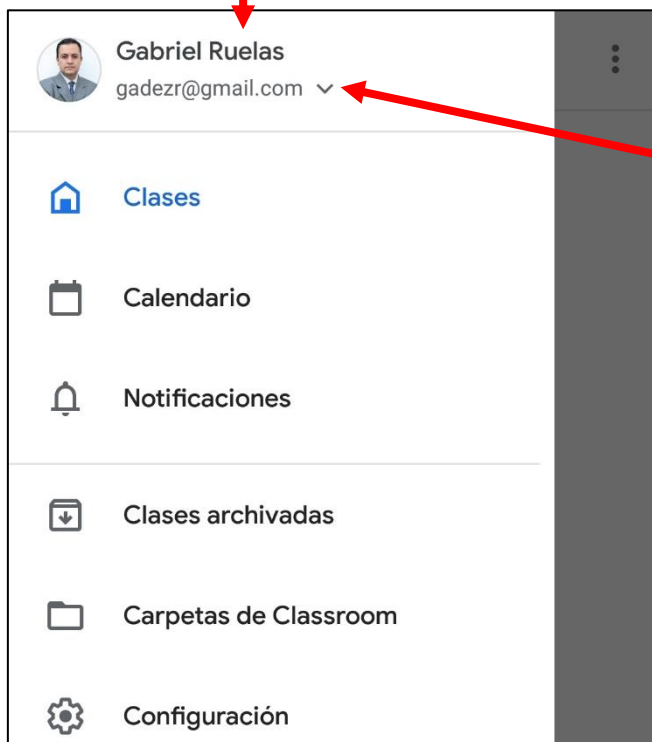 Gabriel Ruelas
gadezr@gmail.com
Clases
Calendario
Notificaciones
Clases archivadas
Carpetas de Classroom
Configuración